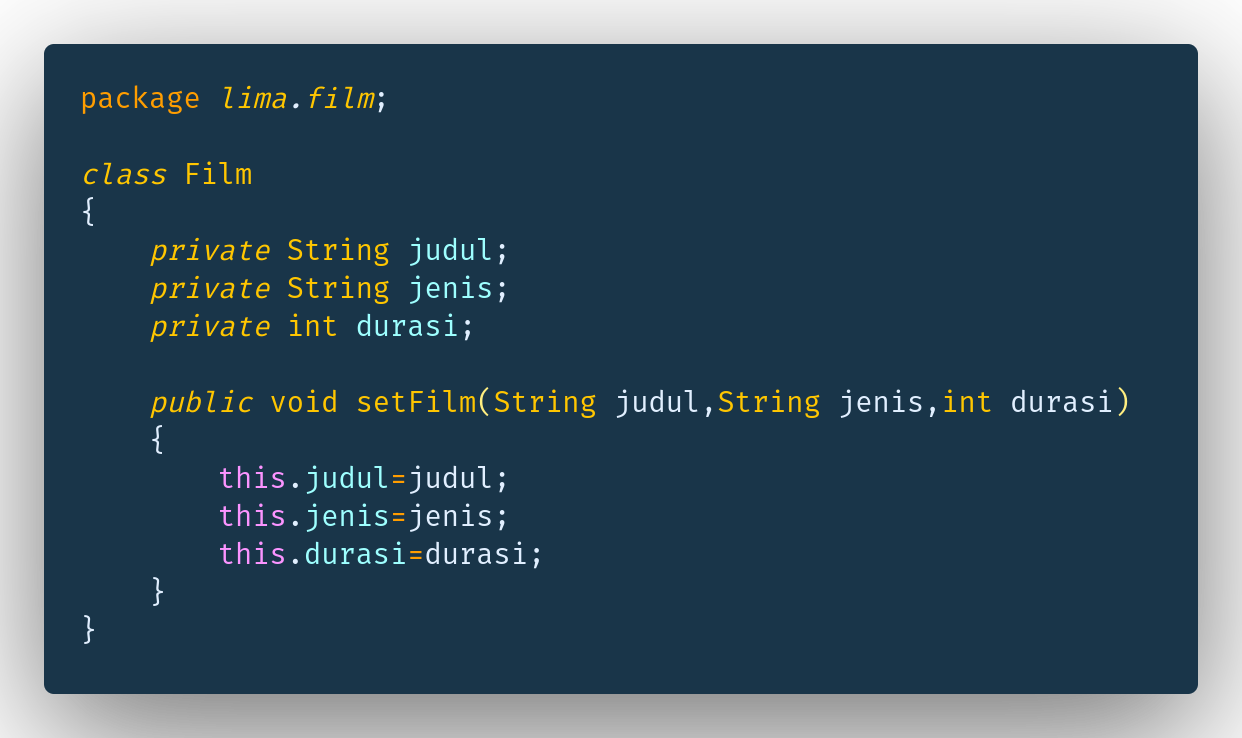 package lima.film;
class Film
{
    private String judul;
    private String jenis;
    private int durasi;
    public void setFilm(String judul,String jenis,int durasi)
    {
        this.judul=judul;
        this.jenis=jenis;
        this.durasi=durasi;
    }
}